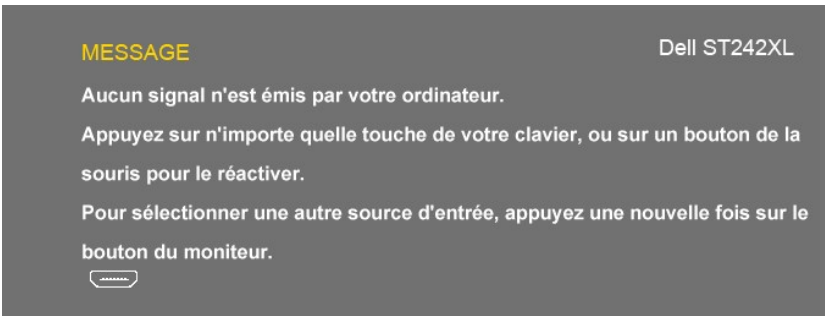 MESSAGE
Dell ST242XL
Aucun signal n'est émis par votre ordinateur.
Appuyez sur n'importe quelle touche de votre clavier, ou sur un bouton de la
souris pour le réactiver.
Pour sélectionner une autre source d'entrée, appuyez une nouvelle fois sur le
bouton du moniteur.